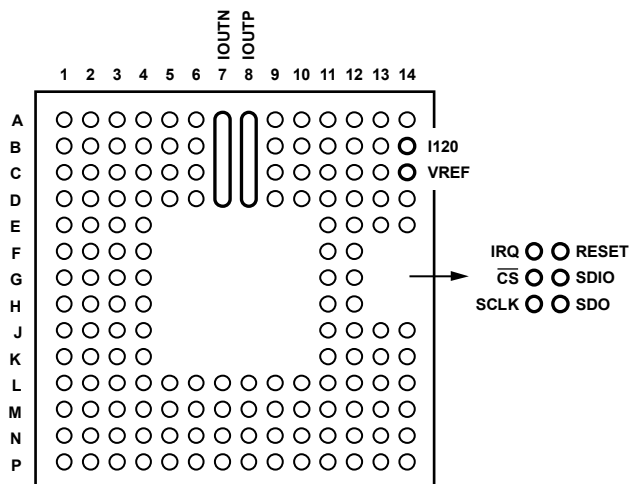 IOUTN
IOUTP
1 2 3 4 5 6 7 8 9 10 11 12 13 14
A
B I120
C VREF
D
E
F IRQ RESET
G CS SDIO
H SCLK SDO
J
K
L
M
N
P